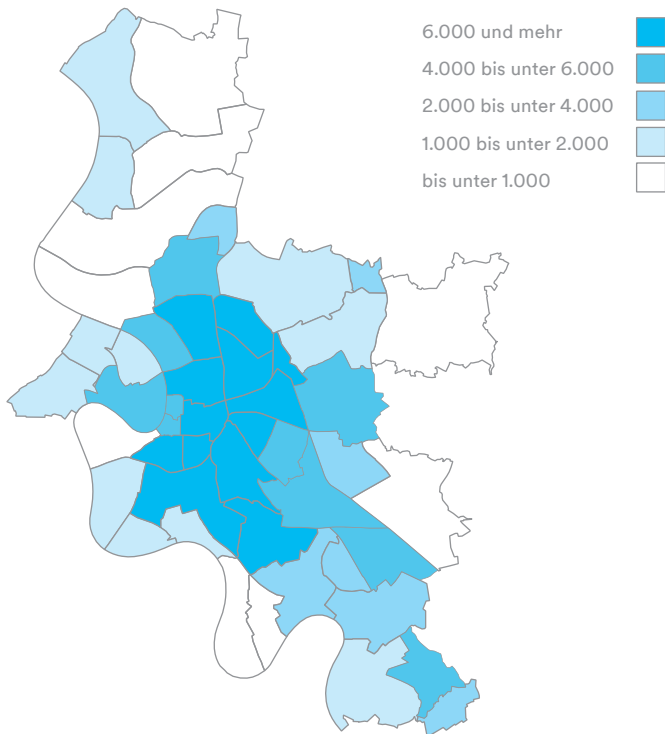 6.000 und mehr
4.000 bis unter 6.000
2.000 bis unter 4.000
1.000 bis unter 2.000
bis unter 1.000